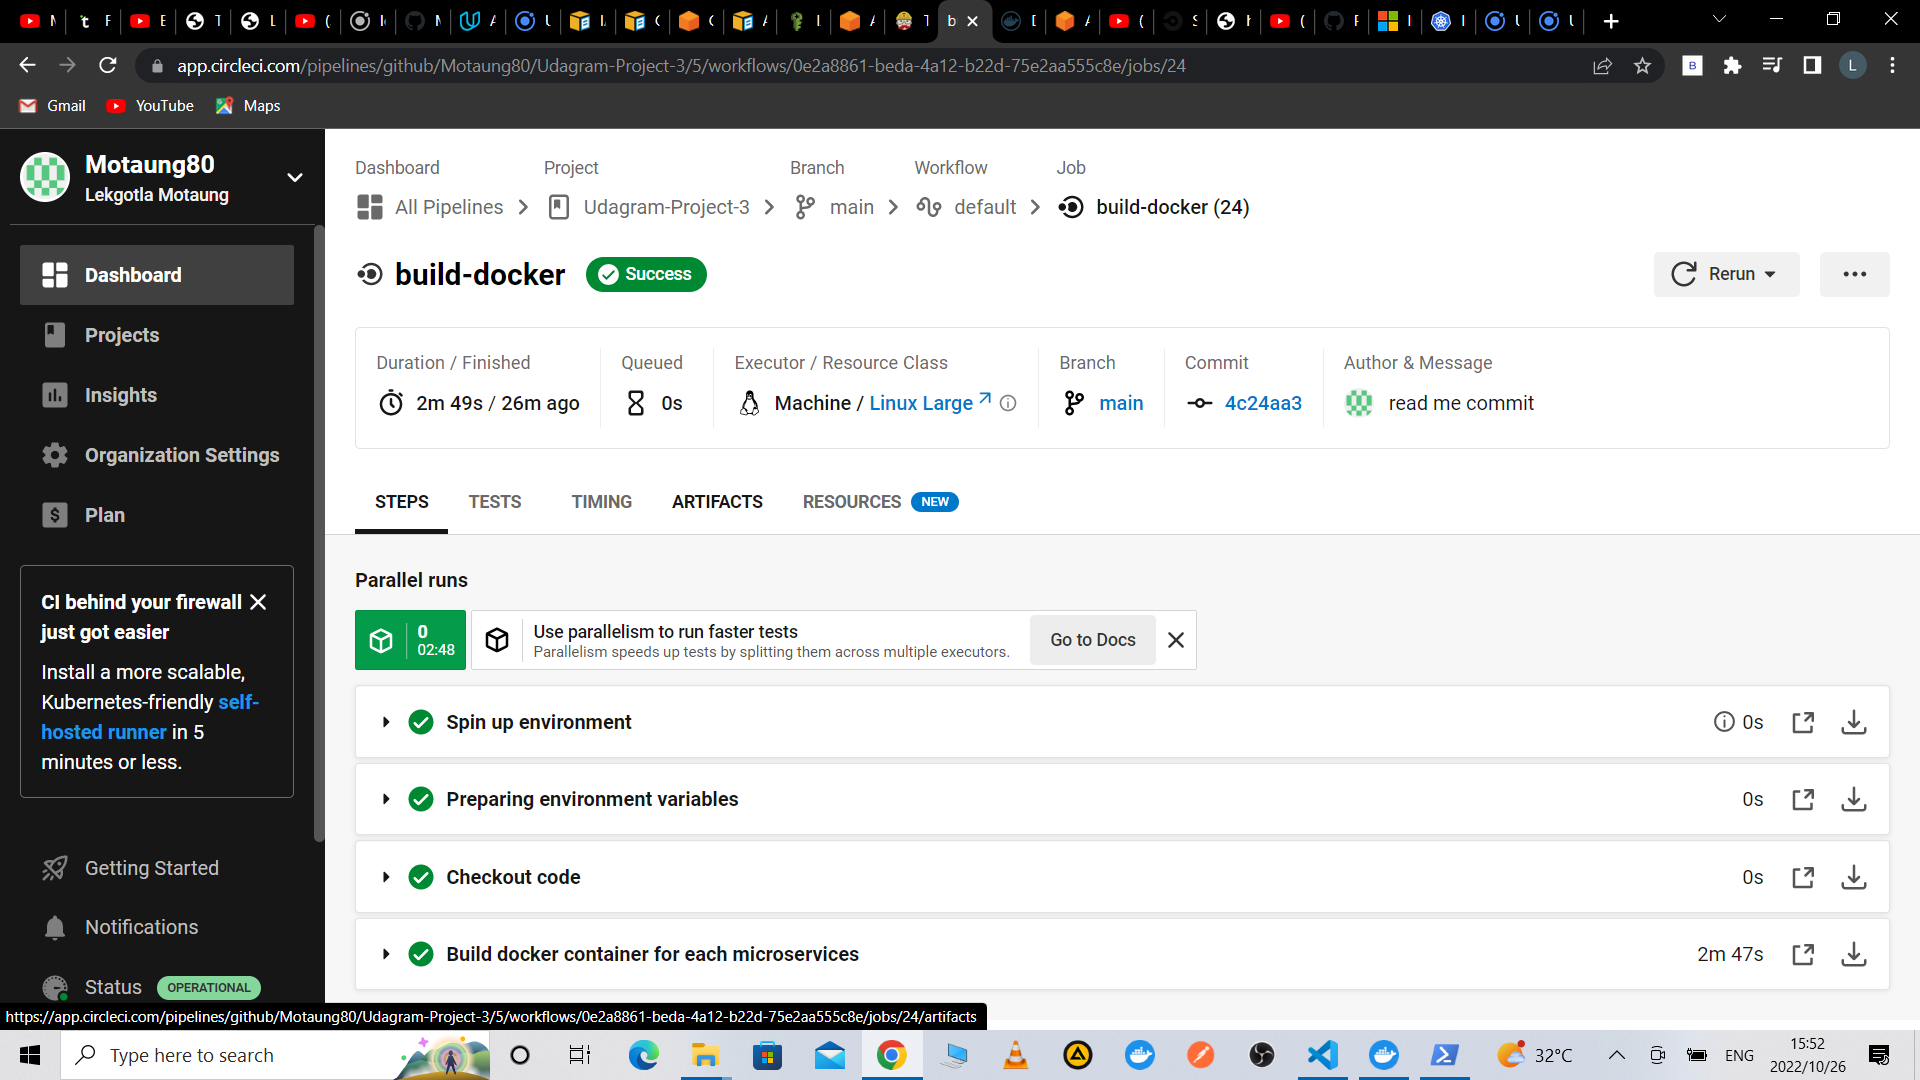 app.circleci.com/pipelines/github/Motaung80/Udagram-Project-3/5/workflows/0e2a8861-beda-4a12-b22d-75e2aa555c8e/jobs/24
Gmail
YouTube
Maps
Motaung80
Lekgotla Motaung
Dashboard
Projects
Insights
Organization Settings
Plan
CI behind your firewall
just got easier
Install a more scalable,
Kubernetes-friendly self-
hosted runner in 5
minutes or less.
Getting Started
Notifications
Status OPERATIONAL
Dashboard Project Branch Workflow Job
All Pipelines Udagram-Project-3 main default build-docker (24)
build-docker Success
Rerun
Duration / Finished Queued Executor / Resource Class Branch Commit Author & Message
2m 49s / 26m ago 0s Machine / Linux Large main 4c24aa3 read me commit
STEPS TESTS TIMING ARTIFACTS RESOURCES NEW
Parallel runs
0
02:48
Use parallelism to run faster tests
Parallelism speeds up tests by splitting them across multiple executors.
Go to Docs
Spin up environment 0s
Preparing environment variables 0s
Checkout code 0s
Build docker container for each microservices 2m 47s
https://app.circleci.com/pipelines/github/Motaung80/Udagram-Project-3/5/workflows/0e2a8861-beda-4a12-b22d-75e2aa555c8e/jobs/24/artifacts
Type here to search
32°C
ENG
15:52
2022/10/26